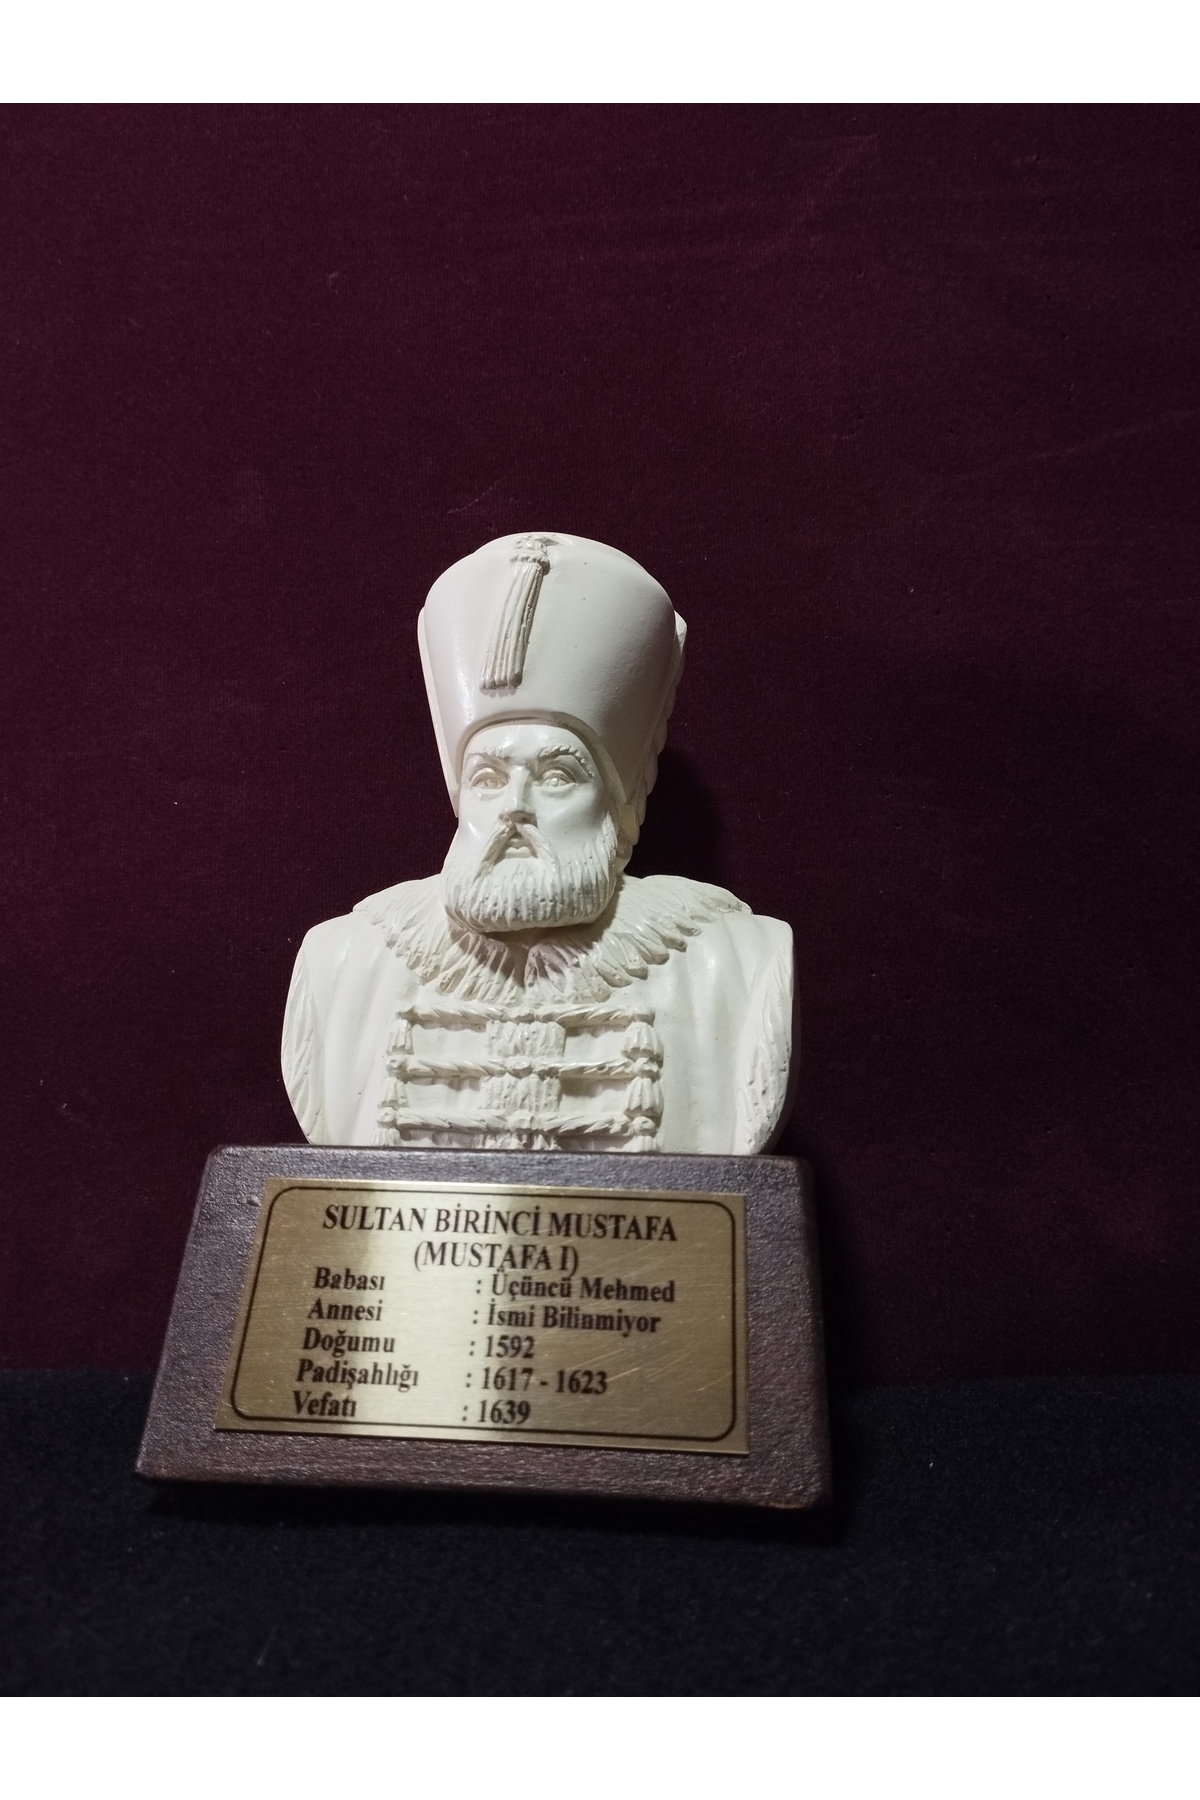 SULTAN BİRİNCİ MUSTAFA
(MUSTAFA I)
Babası : Üçüncü Mehmed
Annesi : İsmi Bilinmiyor
Doğumu : 1592
Padişahlığı : 1617 - 1623
Vefatı : 1639